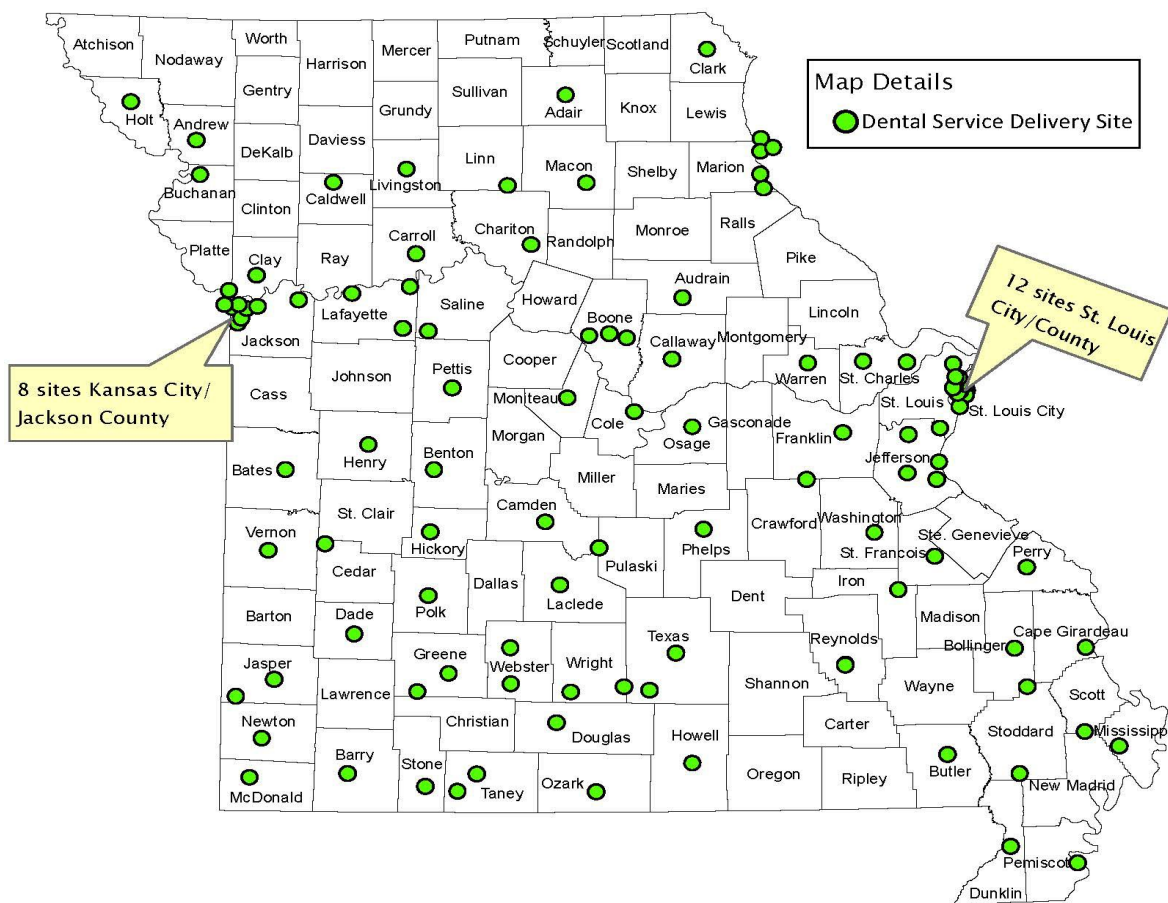 Atchison
Nodaway
Worth
Harrison
Mercer
Putnam
Schuyler
Scotland
Clark
Gentry
Sullivan
Adair
Knox
Lewis
Holt
Andrew
Grundy
DeKalb
Daviess
Linn
Macon
Shelby
Marion
Buchanan
Clinton
Caldwell
Livingston
Chariton
Randolph
Monroe
Ralls
Platte
Clay
Ray
Carroll
Audrain
Pike
Map Details
Dental Service Delivery Site
12 sites St. Louis
City/County
8 sites Kansas City/
Jackson County
Jackson
Lafayette
Saline
Howard
Boone
Callaway
Montgomery
Lincoln
Warren
St. Charles
St. Louis
St. Louis City
Cass
Johnson
Pettis
Cooper
Moniteau
Cole
Osage
Gasconade
Franklin
Jefferson
Bates
Henry
Benton
Morgan
Miller
Maries
Crawford
Washington
Ste. Genevieve
St. Francois
Perry
Vernon
St. Clair
Hickory
Camden
Pulaski
Phelps
Cedar
Dallas
Laclede
Dent
Iron
Madison
Bollinger
Cape Girardeau
Barton
Dade
Polk
Texas
Reynolds
Jasper
Greene
Webster
Wright
Shannon
Wayne
Scott
Lawrence
Newton
Christian
Douglas
Howell
Carter
Stoddard
Mississipp
McDonald
Barry
Stone
Taney
Ozark
Oregon
Ripley
Butler
New Madrid
Pemiscot
Dunklin